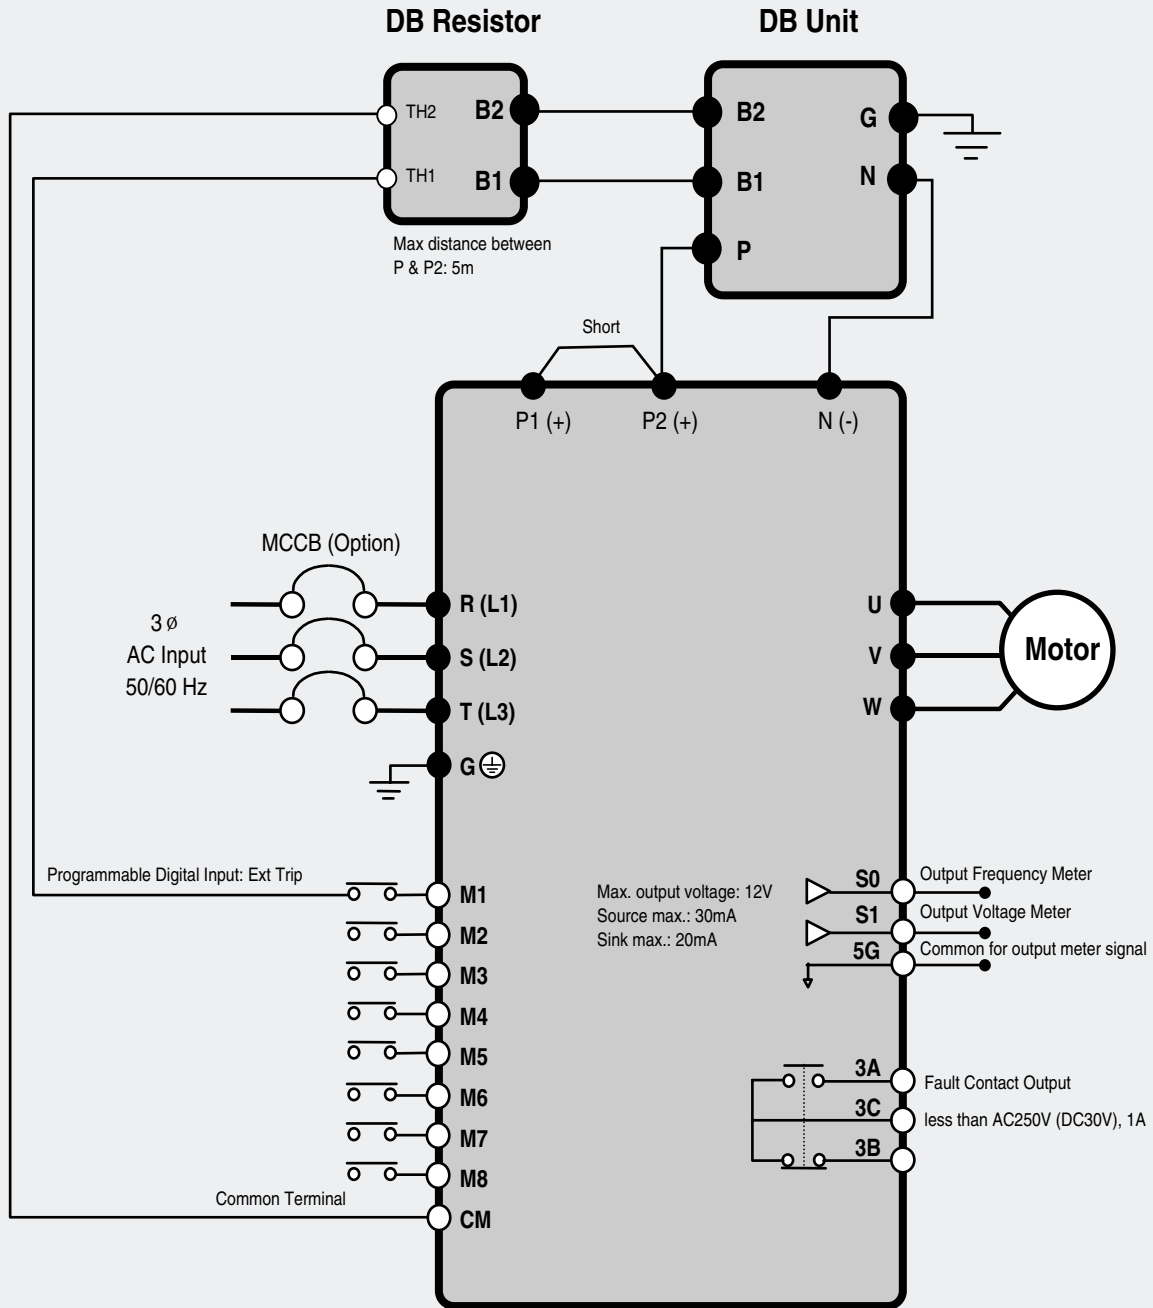 DB Resistor
DB Unit
TH2
B2
B2
G
TH1
B1
B1
N
P
Max distance between
P & P2: 5m
Short
P1 (+)
P2 (+)
N (-)
MCCB (Option)
3 ø
AC Input
50/60 Hz
R (L1)
S (L2)
T (L3)
G
U
V
W
Motor
Programmable Digital Input: Ext Trip
M1
M2
M3
M4
M5
M6
M7
M8
Common Terminal
CM
Max. output voltage: 12V
Source max.: 30mA
Sink max.: 20mA
S0
Output Frequency Meter
S1
Output Voltage Meter
5G
Common for output meter signal
3A
Fault Contact Output
3C
less than AC250V (DC30V), 1A
3B